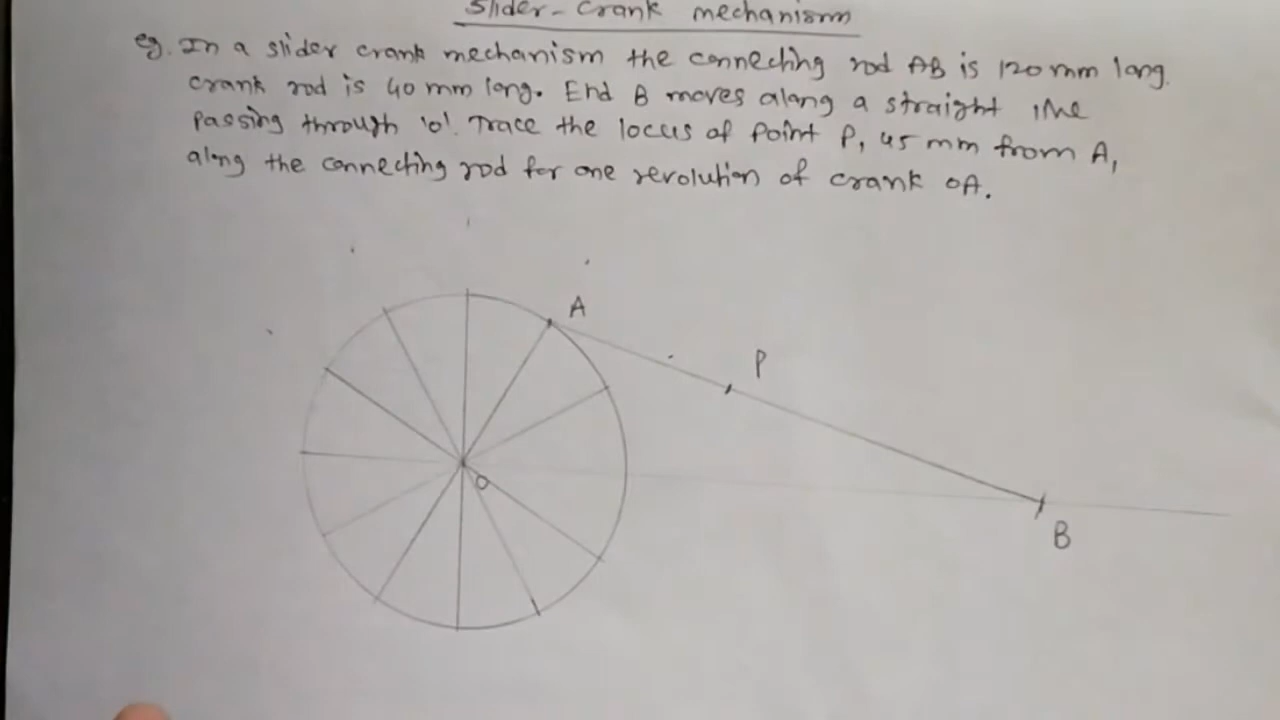 Slider-Crank mechanism
eg. In a slider crank mechanism the connecting rod AB is 120 mm long.
crank rod is 40 mm long. End B moves along a straight line
passing through 'O'. Trace the locus of point P, 45 mm from A,
along the connecting rod for one revolution of crank OA.
A
P
O
B